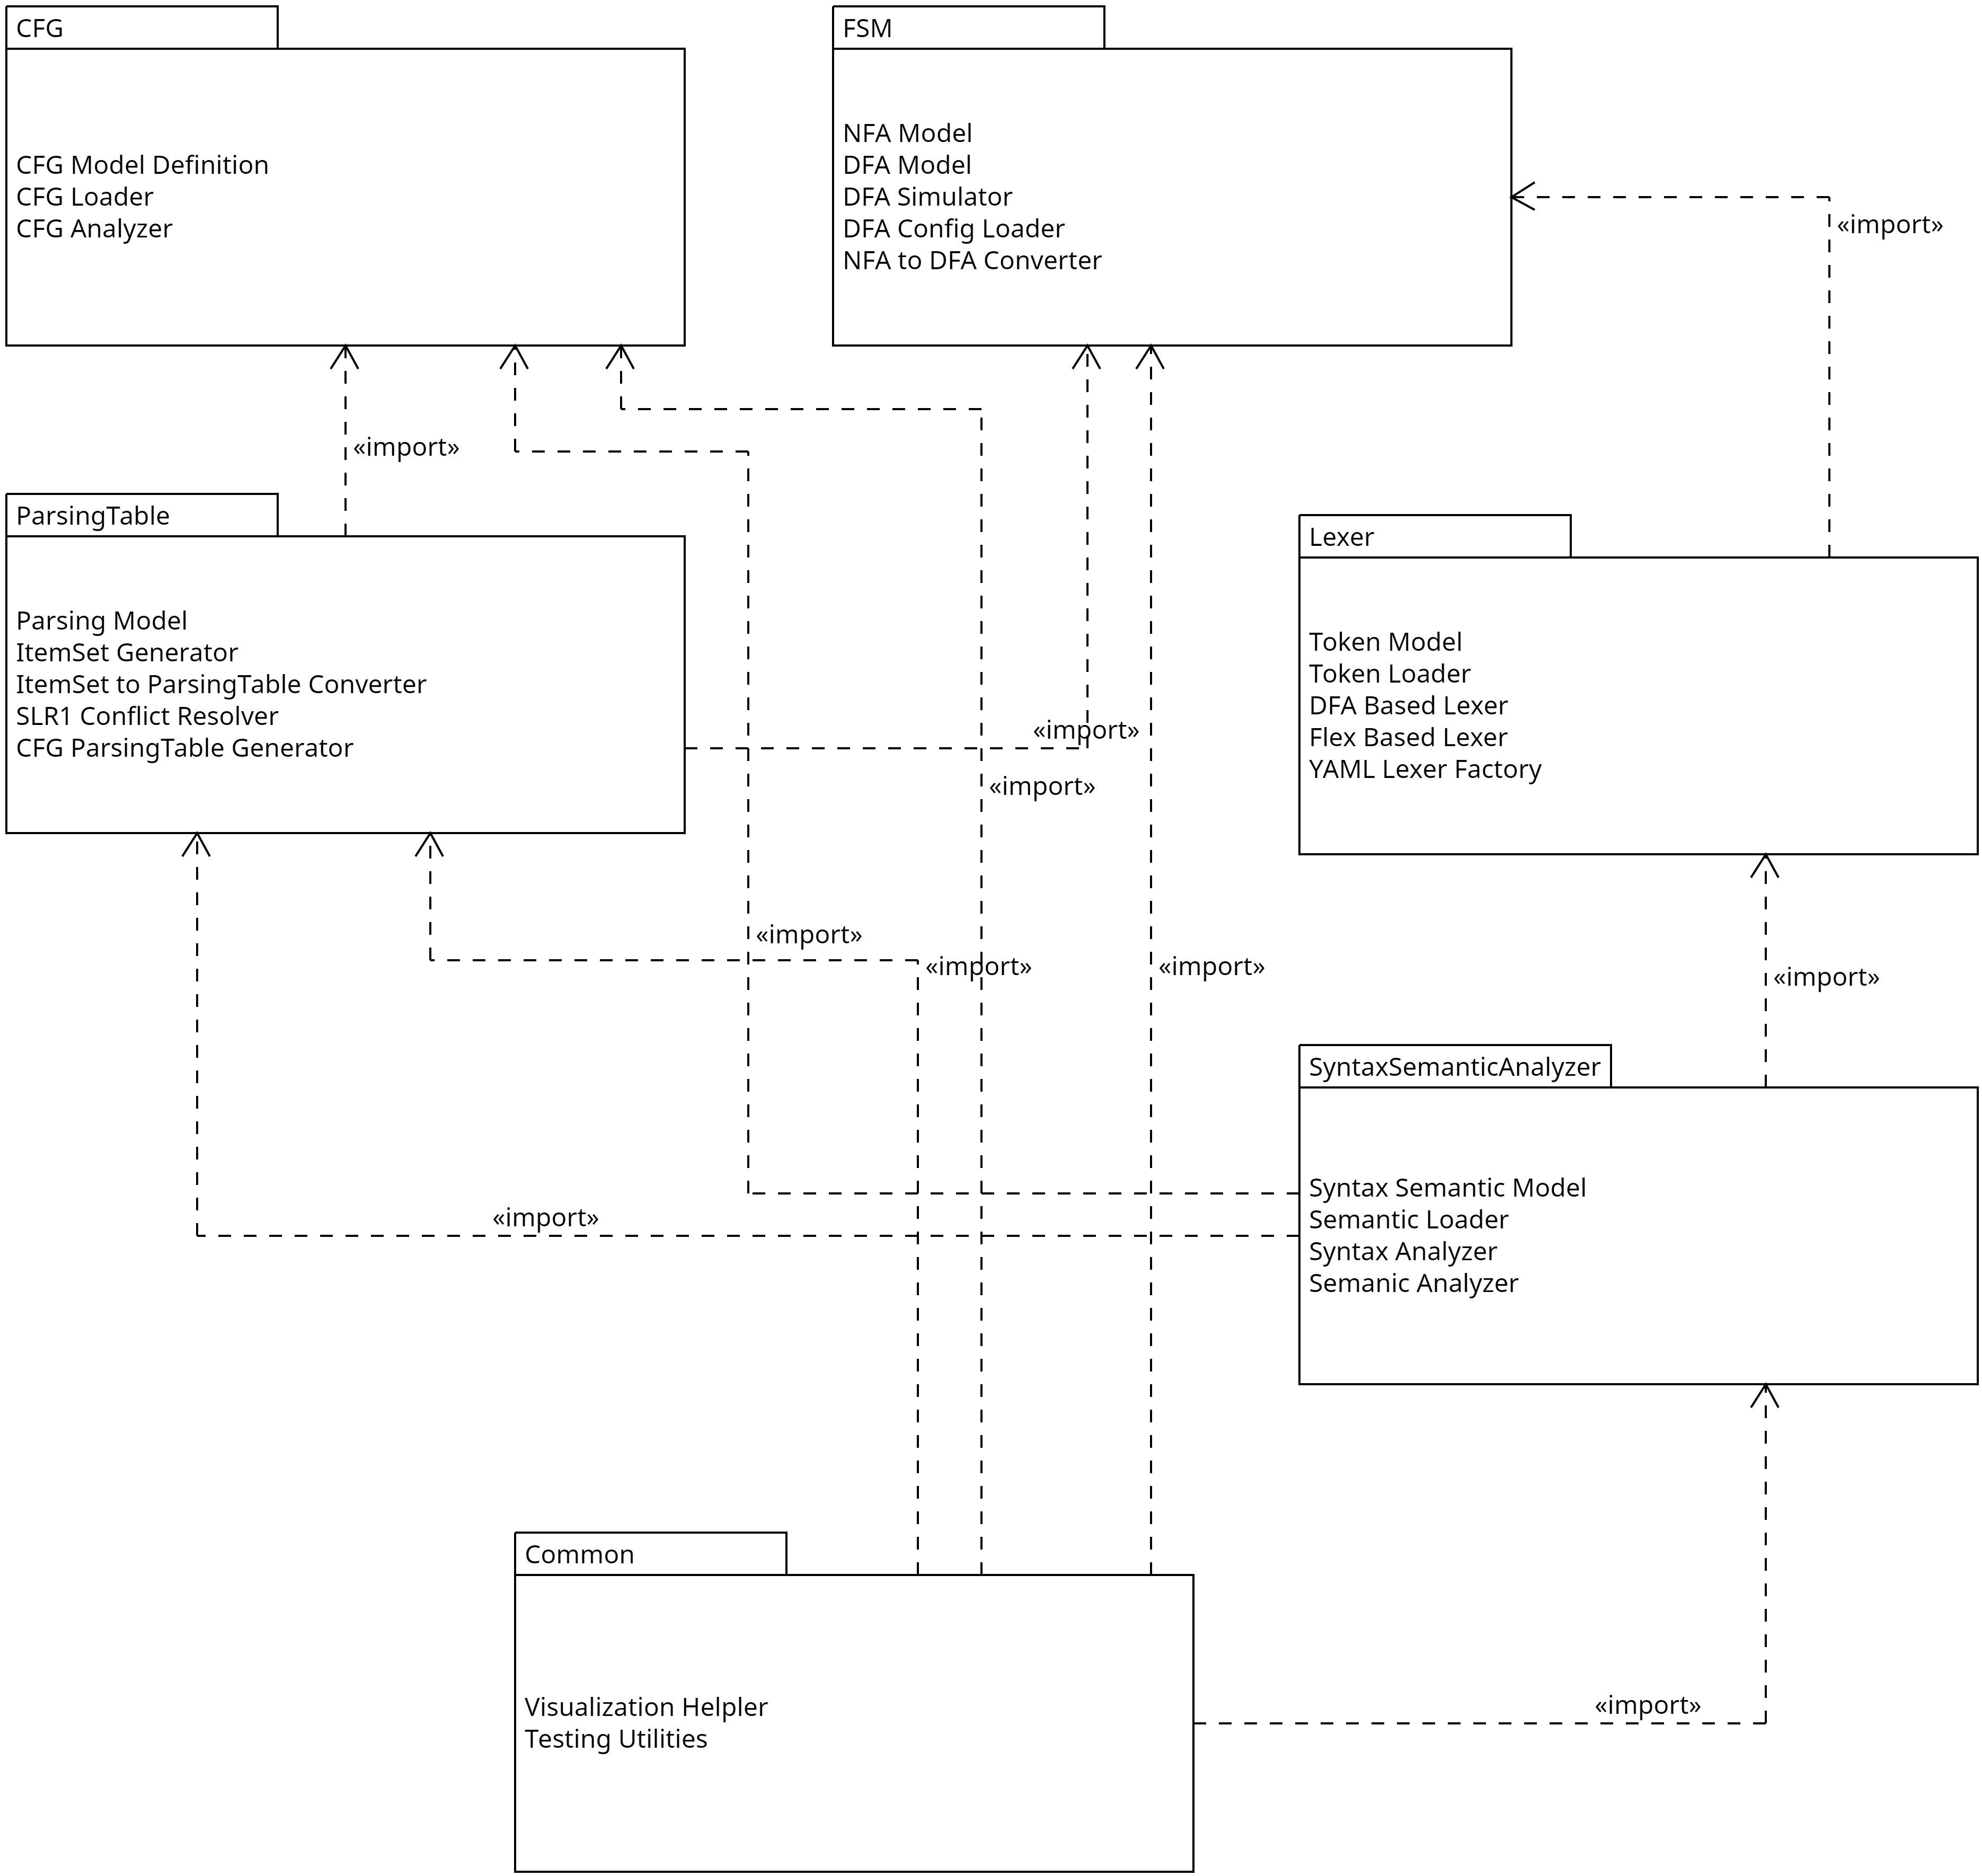 CFG
CFG Model Definition
CFG Loader
CFG Analyzer
FSM
NFA Model
DFA Model
DFA Simulator
DFA Config Loader
NFA to DFA Converter
«import»
«import»
ParsingTable
Parsing Model
ItemSet Generator
ItemSet to ParsingTable Converter
SLR1 Conflict Resolver
CFG ParsingTable Generator
«import»
«import»
Lexer
Token Model
Token Loader
DFA Based Lexer
Flex Based Lexer
YAML Lexer Factory
«import»
«import»
«import»
«import»
SyntaxSemanticAnalyzer
Syntax Semantic Model
Semantic Loader
Syntax Analyzer
Semanic Analyzer
«import»
Common
Visualization Helpler
Testing Utilities
«import»